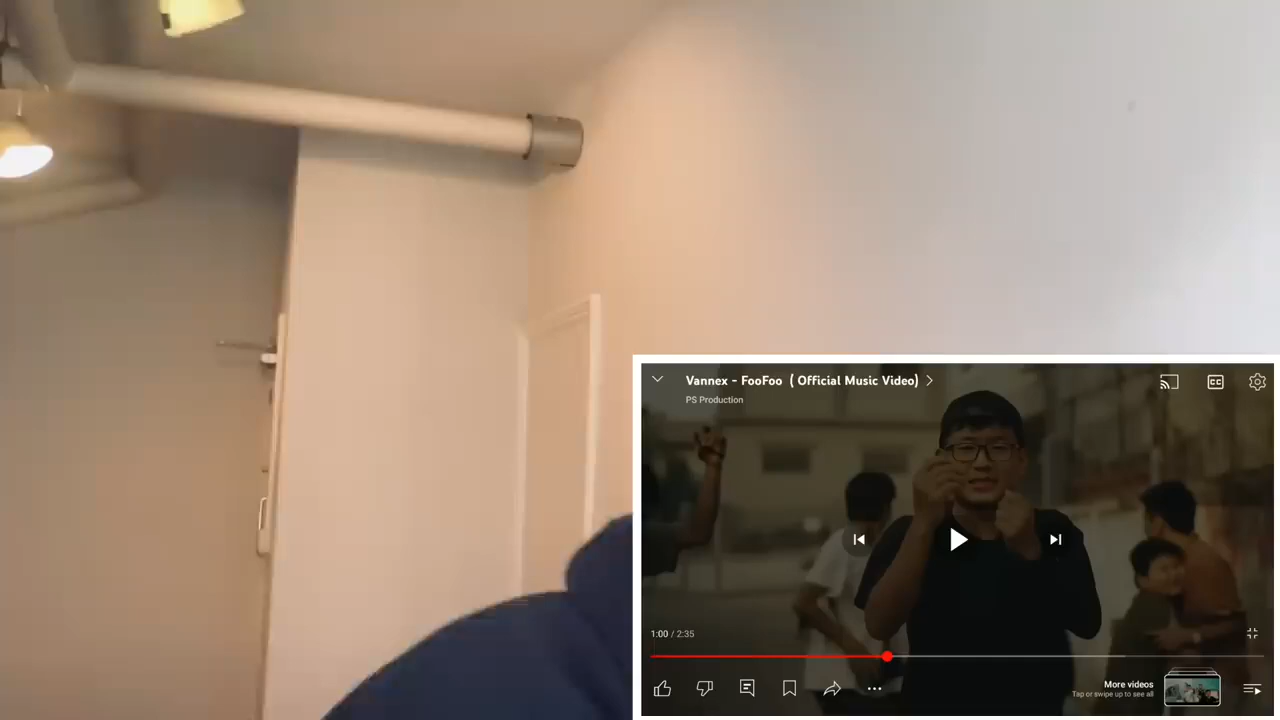 Vannex - FooFoo ( Official Music Video)
PS Production
CC
1:00 / 2:35
More videos
Tap or swipe up to see all